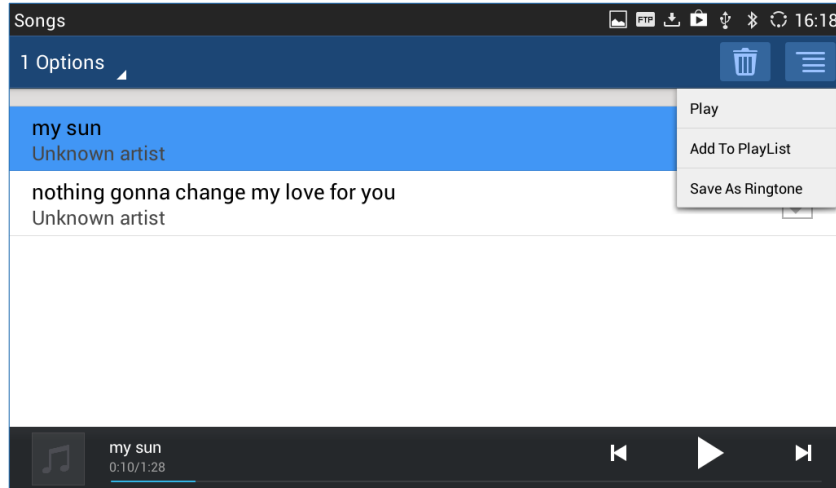 Songs
FTP
16:18
1 Options
Play
my sun
Unknown artist
Add To PlayList
nothing gonna change my love for you
Save As Ringtone
Unknown artist
my sun
0:10/1:28